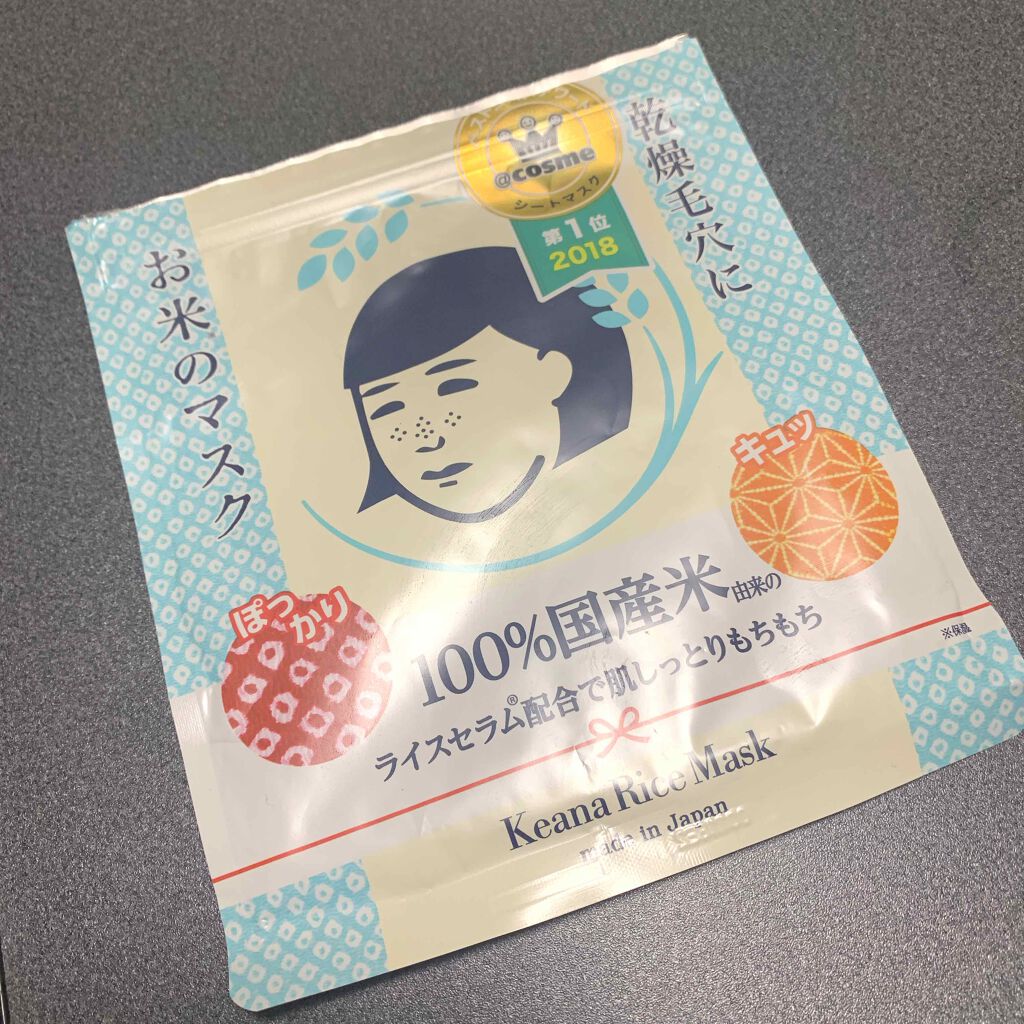 乾燥毛穴に
お米のマスク
@cosme
シートマスク
第1位
2018
キュッ
ぽっかり
100%国産米由来の
ライスセラム®配合で肌しっとりもちもち
※保湿
Keana Rice Mask
made in Japan